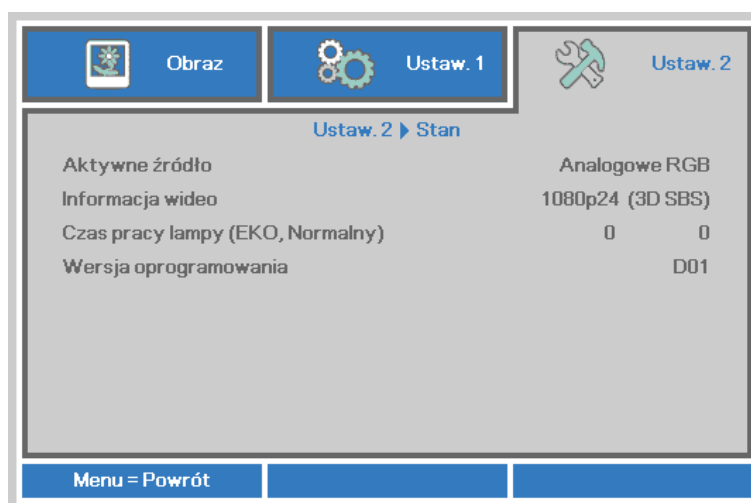 Obraz
Ustaw. 1
Ustaw. 2
Ustaw. 2 Stan
Aktywne źródło Analogowe RGB
Informacja wideo 1080p24 (3D SBS)
Czas pracy lampy (EKO, Normalny) 0 0
Wersja oprogramowania D01
Menu = Powrót